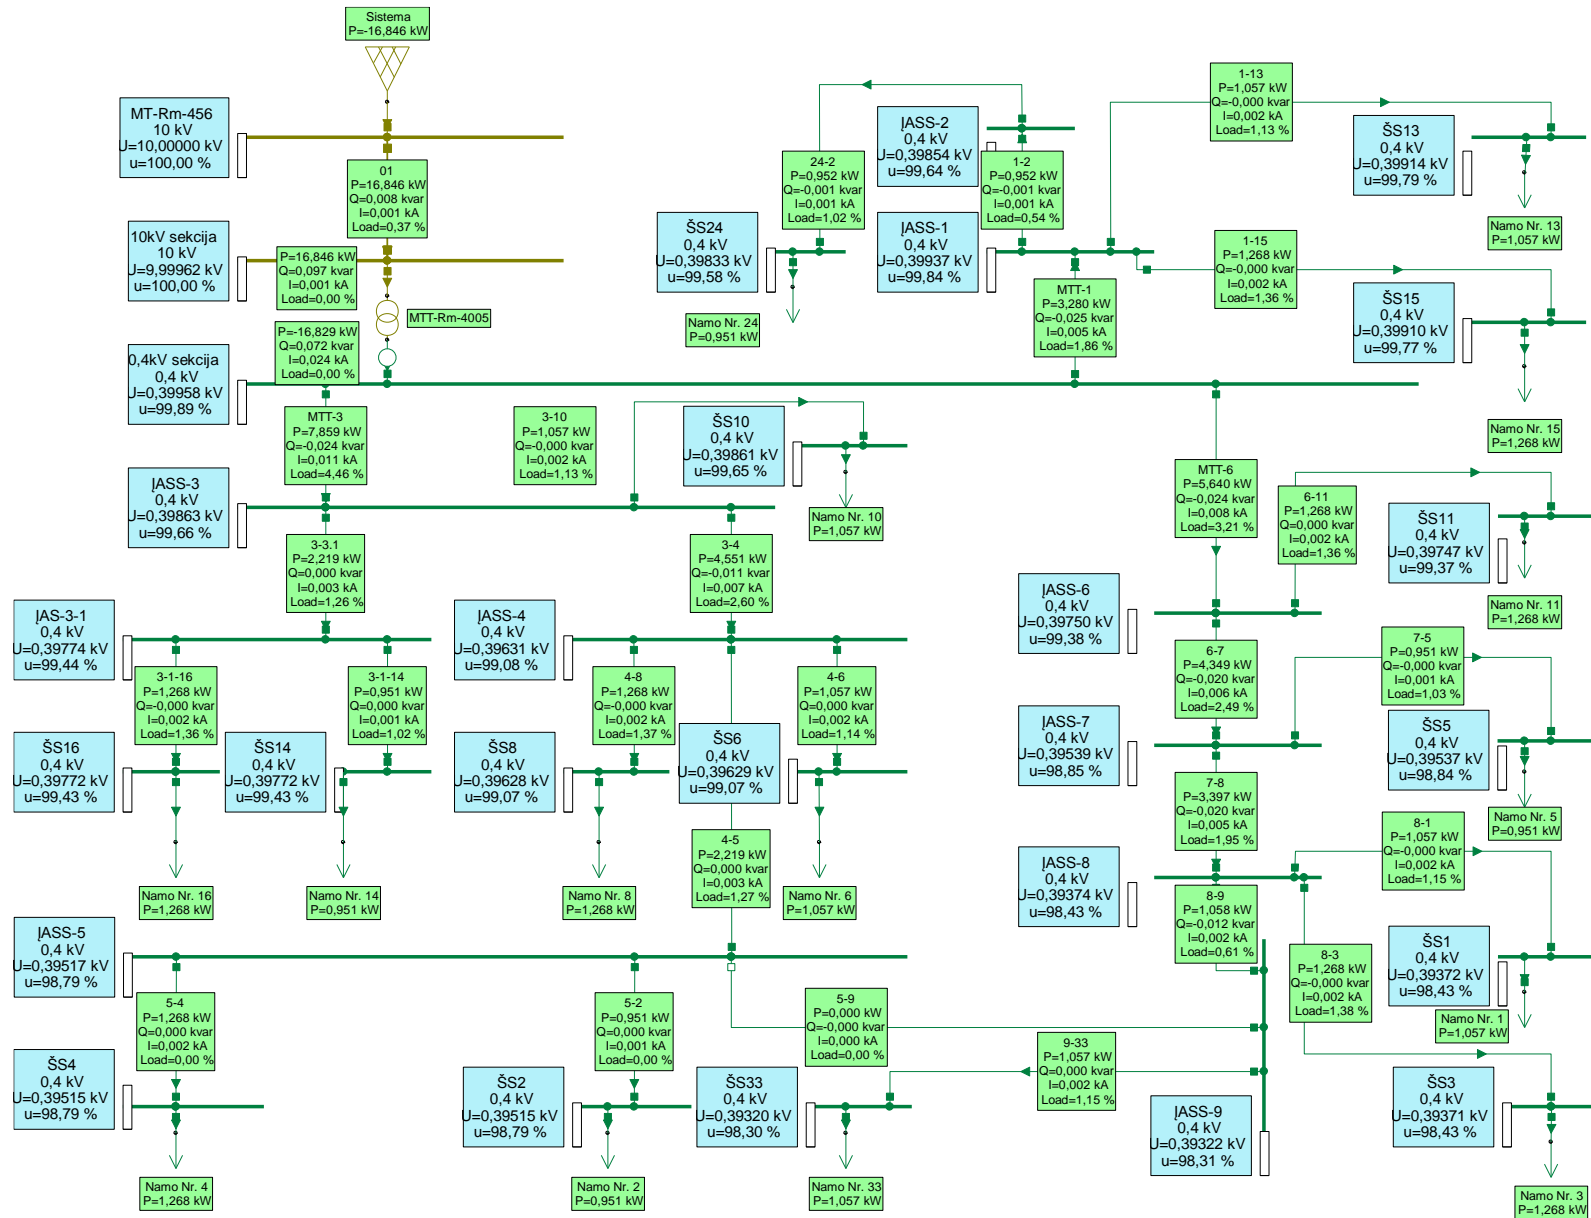 Sistema
P=-16,846 kW
MT-Rm-456
10 kV
U=10,00000 kV
u=100,00 %
01
P=16,846 kW
Q=0,008 kvar
I=0,001 kA
Load=0,37 %
10kV sekcija
10 kV
U=9,99962 kV
u=100,00 %
P=16,846 kW
Q=0,097 kvar
I=0,001 kA
Load=0,00 %
MTT-Rm-4005
P=-16,829 kW
Q=0,072 kvar
I=0,024 kA
Load=0,00 %
0,4kV sekcija
0,4 kV
U=0,39958 kV
u=99,89 %
24-2
P=0,952 kW
Q=-0,001 kvar
I=0,001 kA
Load=1,02 %
ĮASS-2
0,4 kV
U=0,39854 kV
u=99,64 %
1-2
P=0,952 kW
Q=-0,001 kvar
I=0,001 kA
Load=0,54 %
1-13
P=1,057 kW
Q=-0,000 kvar
I=0,002 kA
Load=1,13 %
ŠS13
0,4 kV
U=0,39914 kV
u=99,79 %
Namo Nr. 13
P=1,057 kW
ŠS24
0,4 kV
U=0,39833 kV
u=99,58 %
Namo Nr. 24
P=0,951 kW
ĮASS-1
0,4 kV
U=0,39937 kV
u=99,84 %
MTT-1
P=3,280 kW
Q=-0,025 kvar
I=0,005 kA
Load=1,86 %
1-15
P=1,268 kW
Q=-0,000 kvar
I=0,002 kA
Load=1,36 %
ŠS15
0,4 kV
U=0,39910 kV
u=99,77 %
Namo Nr. 15
P=1,268 kW
MTT-3
P=7,859 kW
Q=-0,024 kvar
I=0,011 kA
Load=4,46 %
3-10
P=1,057 kW
Q=-0,000 kvar
I=0,002 kA
Load=1,13 %
ŠS10
0,4 kV
U=0,39861 kV
u=99,65 %
Namo Nr. 10
P=1,057 kW
ĮASS-3
0,4 kV
U=0,39863 kV
u=99,66 %
3-3.1
P=2,219 kW
Q=0,000 kvar
I=0,003 kA
Load=1,26 %
3-4
P=4,551 kW
Q=-0,011 kvar
I=0,007 kA
Load=2,60 %
MTT-6
P=5,640 kW
Q=-0,024 kvar
I=0,008 kA
Load=3,21 %
6-11
P=1,268 kW
Q=0,000 kvar
I=0,002 kA
Load=1,36 %
ŠS11
0,4 kV
U=0,39747 kV
u=99,37 %
Namo Nr. 11
P=1,268 kW
ĮAS-3-1
0,4 kV
U=0,39774 kV
u=99,44 %
3-1-16
P=1,268 kW
Q=-0,000 kvar
I=0,002 kA
Load=1,36 %
3-1-14
P=0,951 kW
Q=0,000 kvar
I=0,001 kA
Load=1,02 %
ĮASS-4
0,4 kV
U=0,39631 kV
u=99,08 %
4-8
P=1,268 kW
Q=-0,000 kvar
I=0,002 kA
Load=1,37 %
4-6
P=1,057 kW
Q=0,000 kvar
I=0,002 kA
Load=1,14 %
ĮASS-6
0,4 kV
U=0,39750 kV
u=99,38 %
6-7
P=4,349 kW
Q=-0,020 kvar
I=0,006 kA
Load=2,49 %
7-5
P=0,951 kW
Q=-0,000 kvar
I=0,001 kA
Load=1,03 %
ŠS16
0,4 kV
U=0,39772 kV
u=99,43 %
ŠS14
0,4 kV
U=0,39772 kV
u=99,43 %
ŠS8
0,4 kV
U=0,39628 kV
u=99,07 %
ŠS6
0,4 kV
U=0,39629 kV
u=99,07 %
ĮASS-7
0,4 kV
U=0,39539 kV
u=98,85 %
ŠS5
0,4 kV
U=0,39537 kV
u=98,84 %
Namo Nr. 5
P=0,951 kW
7-8
P=3,397 kW
Q=-0,020 kvar
I=0,005 kA
Load=1,95 %
8-1
P=1,057 kW
Q=-0,000 kvar
I=0,002 kA
Load=1,15 %
Namo Nr. 16
P=1,268 kW
Namo Nr. 14
P=0,951 kW
Namo Nr. 8
P=1,268 kW
4-5
P=2,219 kW
Q=0,000 kvar
I=0,003 kA
Load=1,27 %
Namo Nr. 6
P=1,057 kW
ĮASS-8
0,4 kV
U=0,39374 kV
u=98,43 %
8-9
P=1,058 kW
Q=-0,012 kvar
I=0,002 kA
Load=0,61 %
8-3
P=1,268 kW
Q=-0,000 kvar
I=0,002 kA
Load=1,38 %
ŠS1
0,4 kV
U=0,39372 kV
u=98,43 %
Namo Nr. 1
P=1,057 kW
ĮASS-5
0,4 kV
U=0,39517 kV
u=98,79 %
5-4
P=1,268 kW
Q=0,000 kvar
I=0,002 kA
Load=0,00 %
5-2
P=0,951 kW
Q=0,000 kvar
I=0,001 kA
Load=0,00 %
5-9
P=0,000 kW
Q=-0,000 kvar
I=0,000 kA
Load=0,00 %
9-33
P=1,057 kW
Q=0,000 kvar
I=0,002 kA
Load=1,15 %
ŠS4
0,4 kV
U=0,39515 kV
u=98,79 %
ŠS2
0,4 kV
U=0,39515 kV
u=98,79 %
ŠS33
0,4 kV
U=0,39320 kV
u=98,30 %
ĮASS-9
0,4 kV
U=0,39322 kV
u=98,31 %
ŠS3
0,4 kV
U=0,39371 kV
u=98,43 %
Namo Nr. 4
P=1,268 kW
Namo Nr. 2
P=0,951 kW
Namo Nr. 33
P=1,057 kW
Namo Nr. 3
P=1,268 kW